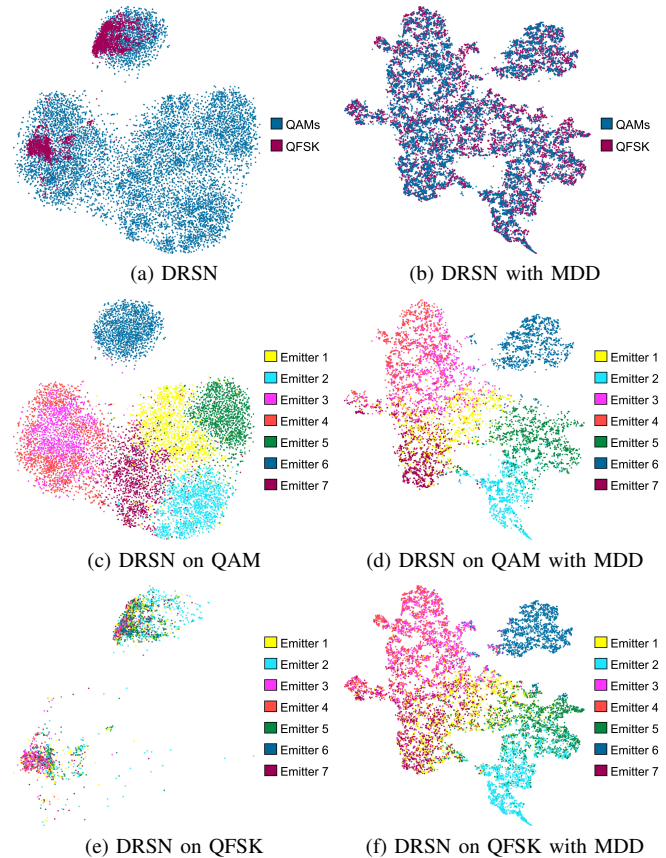 QAMs
QFSK
QAMs
QFSK
(a) DRSN
(b) DRSN with MDD
Emitter 1
Emitter 2
Emitter 3
Emitter 4
Emitter 5
Emitter 6
Emitter 7
Emitter 1
Emitter 2
Emitter 3
Emitter 4
Emitter 5
Emitter 6
Emitter 7
(c) DRSN on QAM
(d) DRSN on QAM with MDD
Emitter 1
Emitter 2
Emitter 3
Emitter 4
Emitter 5
Emitter 6
Emitter 7
Emitter 1
Emitter 2
Emitter 3
Emitter 4
Emitter 5
Emitter 6
Emitter 7
(e) DRSN on QFSK
(f) DRSN on QFSK with MDD